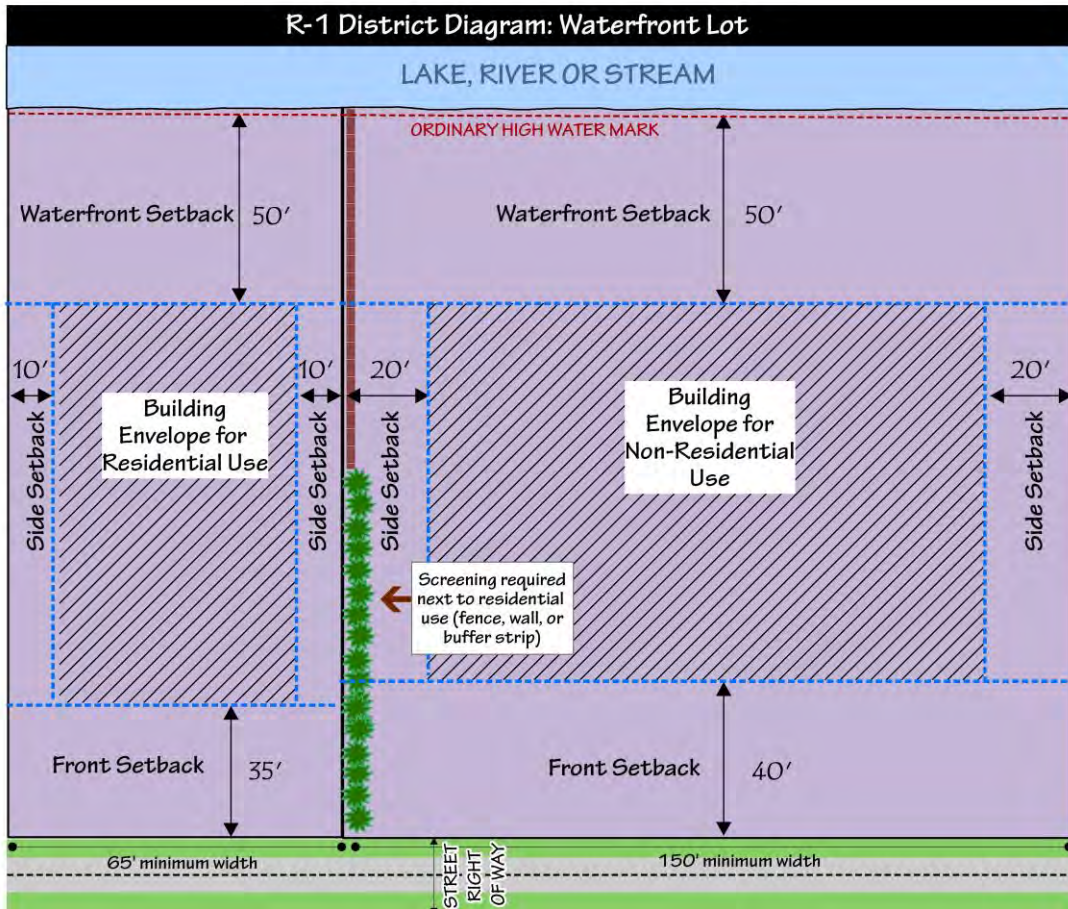 R-1 District Diagram: Waterfront Lot
LAKE, RIVER OR STREAM
ORDINARY HIGH WATER MARK
Waterfront Setback 50'
Waterfront Setback 50'
10'
Side Setback
Building
Envelope for
Residential Use
10'
Side Setback
20'
Side Setback
Building
Envelope for
Non-Residential
Use
20'
Side Setback
Screening required
next to residential
use (fence, wall, or
buffer strip)
Front Setback 35'
Front Setback 40'
65' minimum width
STREET
RIGHT
OF WAY
150' minimum width